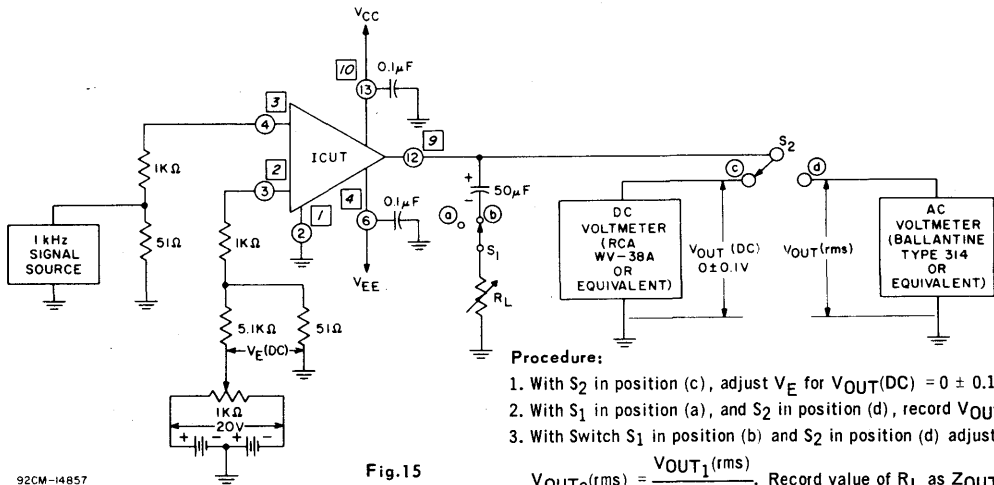 VCC
10
0.1μF
13
3
4
ICUT
12
9
S2
1KΩ
2
3
1
2
4
6
0.1μF
+
-
50μF
a
b
S1
c
d
51Ω
1 kHz
SIGNAL
SOURCE
1KΩ
VEE
RL
DC
VOLTMETER
(RCA
WV-38A
OR
EQUIVALENT)
VOUT (DC)
0±0.1V
VOUT(rms)
AC
VOLTMETER
(BALLANTINE
TYPE 314
OR
EQUIVALENT)
5.1KΩ
51Ω
VE(DC)
1KΩ
20V
+ - + -
92CM-14857
Fig.15
Procedure:
1. With S2 in position (c), adjust VE for VOUT(DC) = 0 ± 0.1
2. With S1 in position (a), and S2 in position (d), record
3. With Switch S1 in position (b) and S2 in position (d) adjust
VOUT1(rms)
Record value of RL as